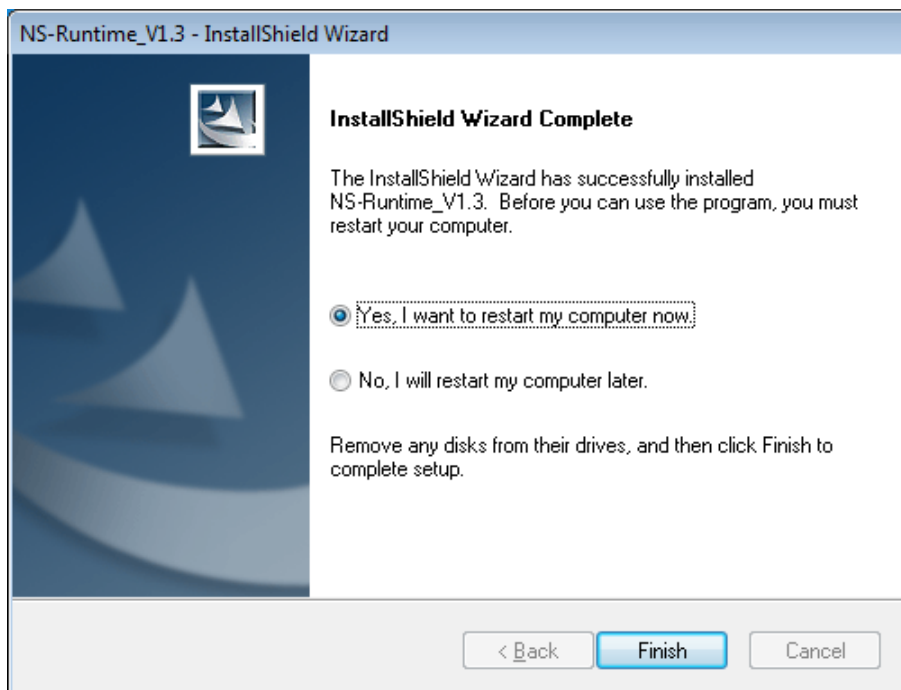 NS-Runtime_V1.3 - InstallShield Wizard
InstallShield Wizard Complete
The InstallShield Wizard has successfully installed
NS-Runtime_V1.3. Before you can use the program, you must
restart your computer.
Yes, I want to restart my computer now.
No, I will restart my computer later.
Remove any disks from their drives, and then click Finish to
complete setup.
< Back
Finish
Cancel